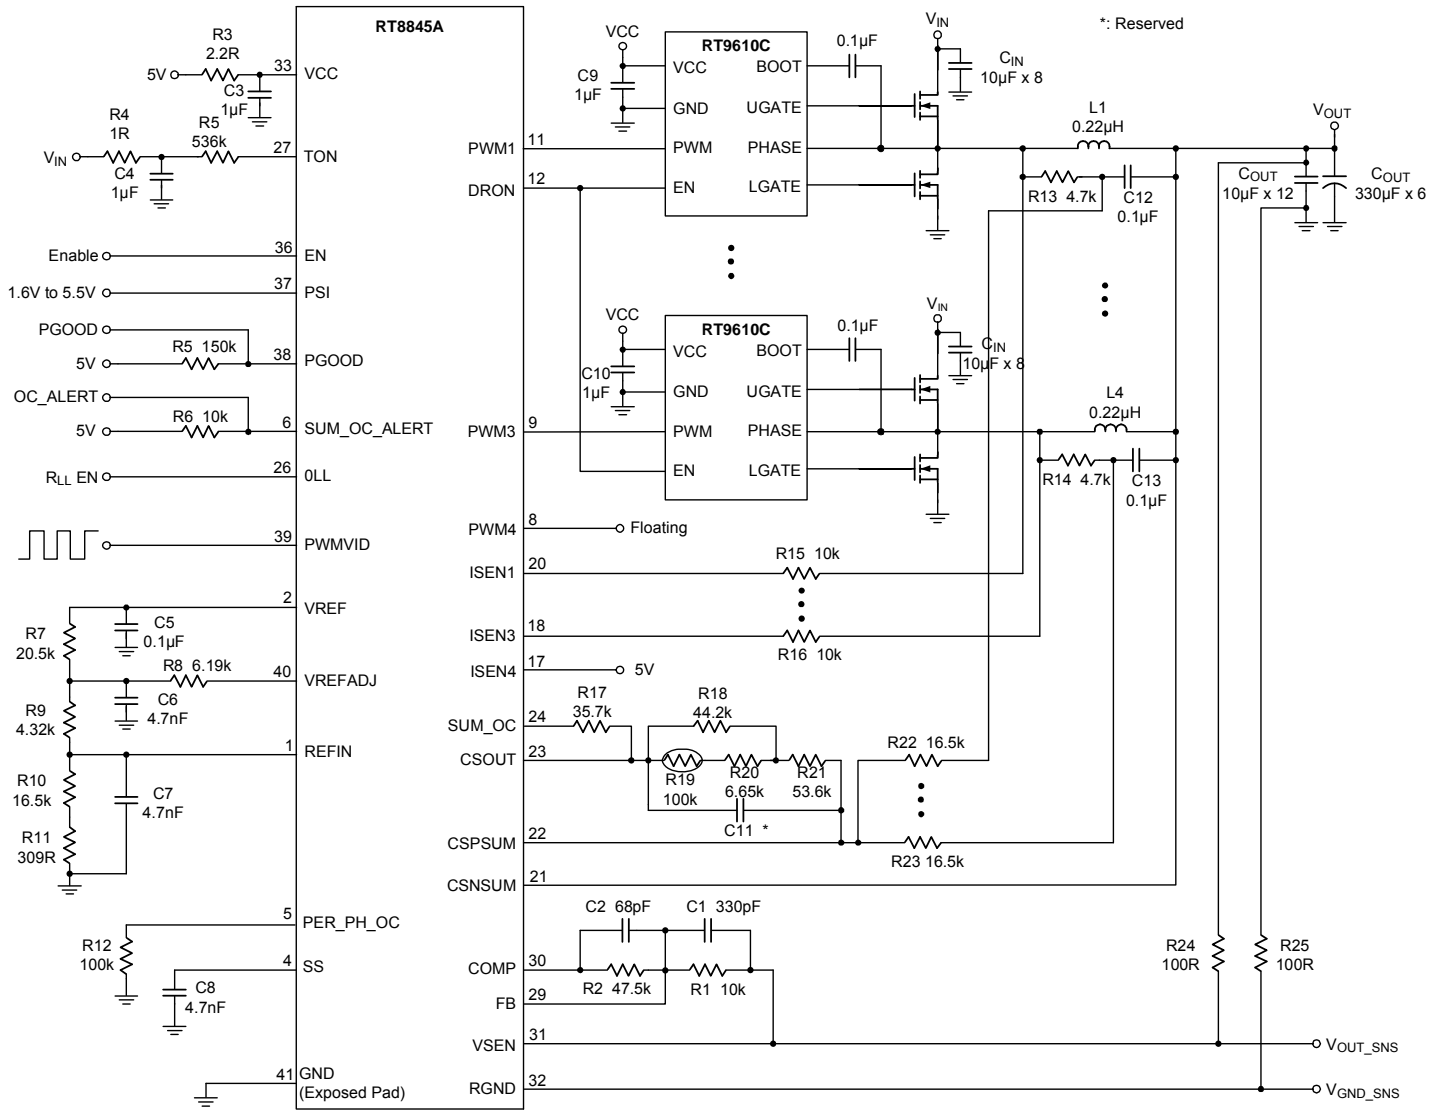 RT8845A
R3
2.2R
5V
33
VCC
C3
1µF
R4
1R
R5
536k
VIN
27
TON
C4
1µF
Enable
36
EN
1.6V to 5.5V
37
PSI
PGOOD
R5 150k
5V
38
PGOOD
OC_ALERT
R6 10k
5V
6
SUM_OC_ALERT
RLL EN
26
0LL
39
PWMVID
2
VREF
R7
20.5k
C5
0.1µF
R8 6.19k
40
VREFADJ
C6
4.7nF
R9
4.32k
1
REFIN
R10
16.5k
C7
4.7nF
R11
309R
5
PER_PH_OC
R12
100k
4
SS
C8
4.7nF
41
GND
(Exposed Pad)
PWM1
11
DRON
12
PWM3
9
PWM4
8
Floating
ISEN1
20
R15 10k
ISEN3
18
R16 10k
ISEN4
17
5V
SUM_OC
24
R17
35.7k
R18
44.2k
CSOUT
23
R19
100k
R20
6.65k
R21
53.6k
C11 *
R22 16.5k
CSPSUM
22
R23 16.5k
CSNSUM
21
C2 68pF
C1 330pF
COMP
30
R2 47.5k
R1 10k
FB
29
VSEN
31
VOUT_SNS
RGND
32
VGND_SNS
R24
100R
R25
100R
VCC
C9
1µF
RT9610C
VCC
BOOT
GND
UGATE
PWM
PHASE
EN
LGATE
0.1µF
VIN
CIN
10µF x 8
*: Reserved
L1
0.22µH
VOUT
R13 4.7k
C12
0.1µF
COUT
10µF x 12
COUT
330µF x 6
VCC
C10
1µF
RT9610C
VCC
BOOT
GND
UGATE
PWM
PHASE
EN
LGATE
0.1µF
VIN
CIN
10µF x 8
L4
0.22µH
R14 4.7k
C13
0.1µF